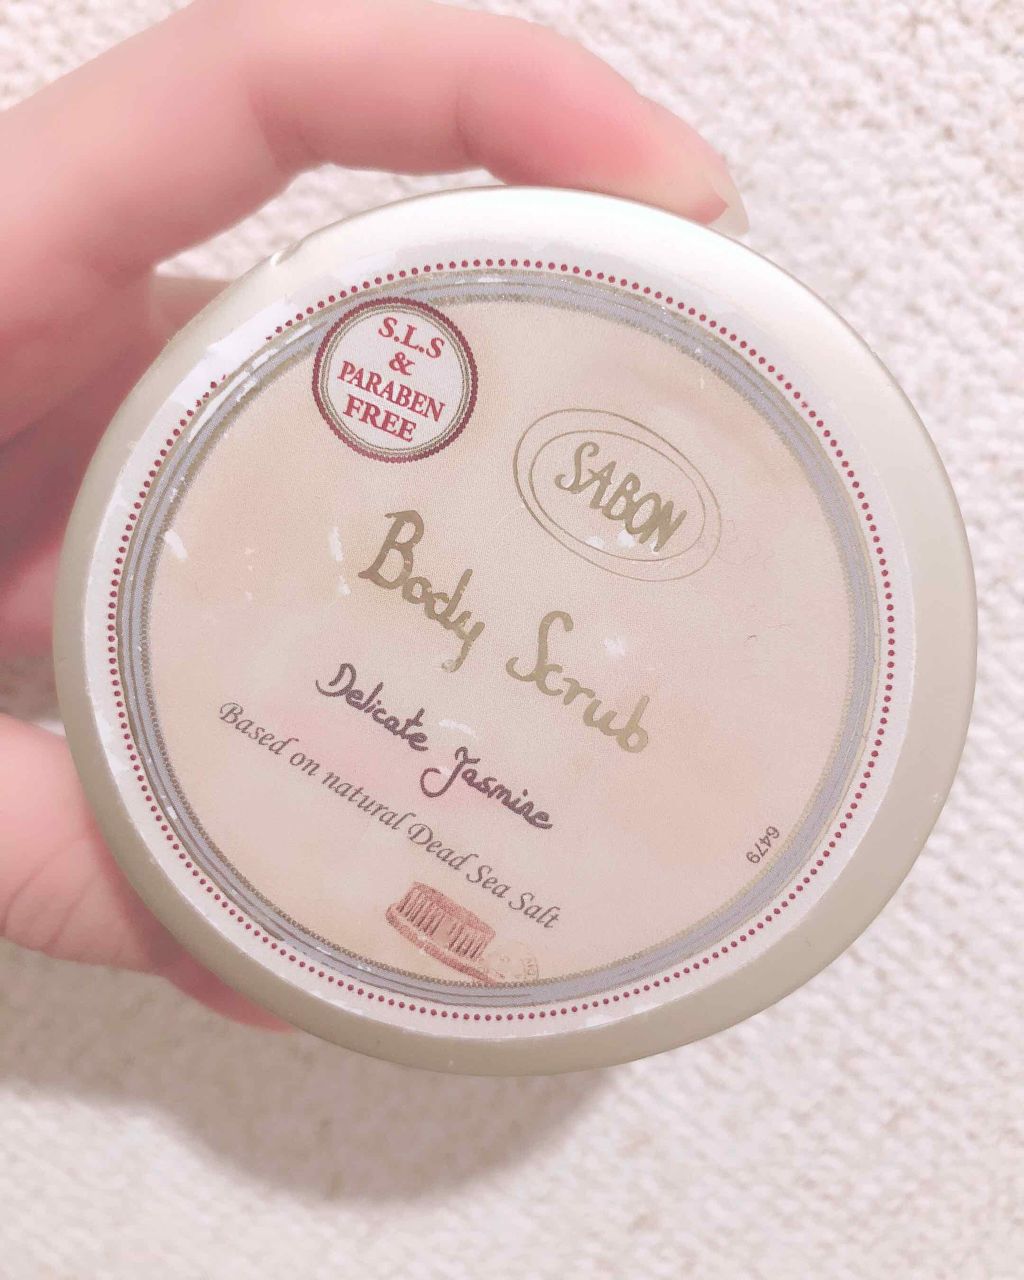 S.L.S
&
PARABEN
FREE
SABON
Body Scrub
Delicate Jasmine
Based on natural Dead Sea Salt
6479